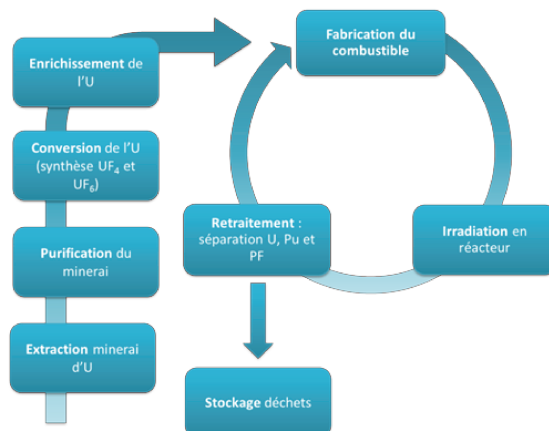 Enrichissement de
l'U
Conversion de l'U
(synthèse UF₄ et
UF₆)
Purification du
minerai
Extraction minerai
d'U
Fabrication du
combustible
Retraitement :
séparation U, Pu et
PF
Irradiation en
réacteur
Stockage déchets